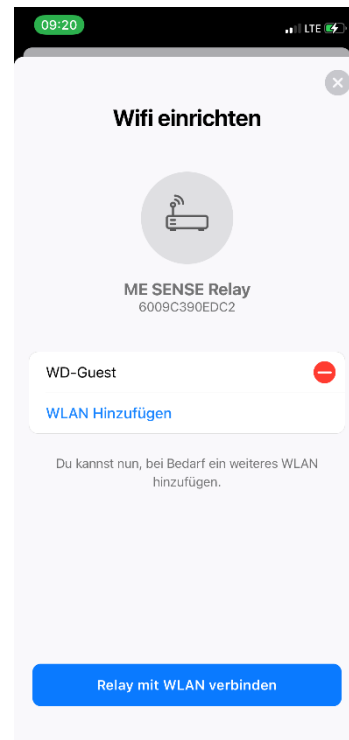 09:20
LTE
Wifi einrichten
ME SENSE Relay
6009C390EDC2
WD-Guest
WLAN Hinzufügen
Du kannst nun, bei Bedarf ein weiteres WLAN
hinzufügen.
Relay mit WLAN verbinden